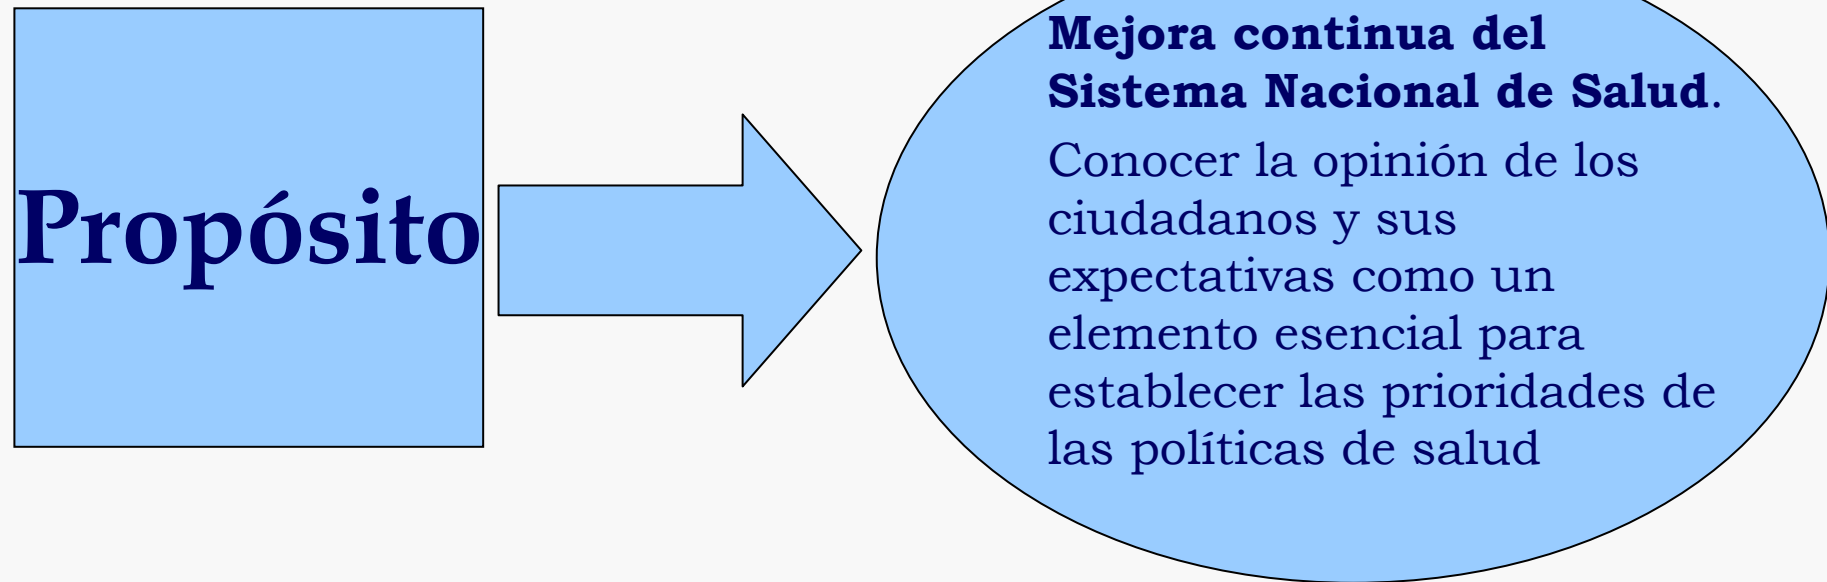 Propósito
Mejora continua del
Sistema Nacional de Salud.
Conocer la opinión de los
ciudadanos y sus
expectativas como un
elemento esencial para
establecer las prioridades de
las políticas de salud